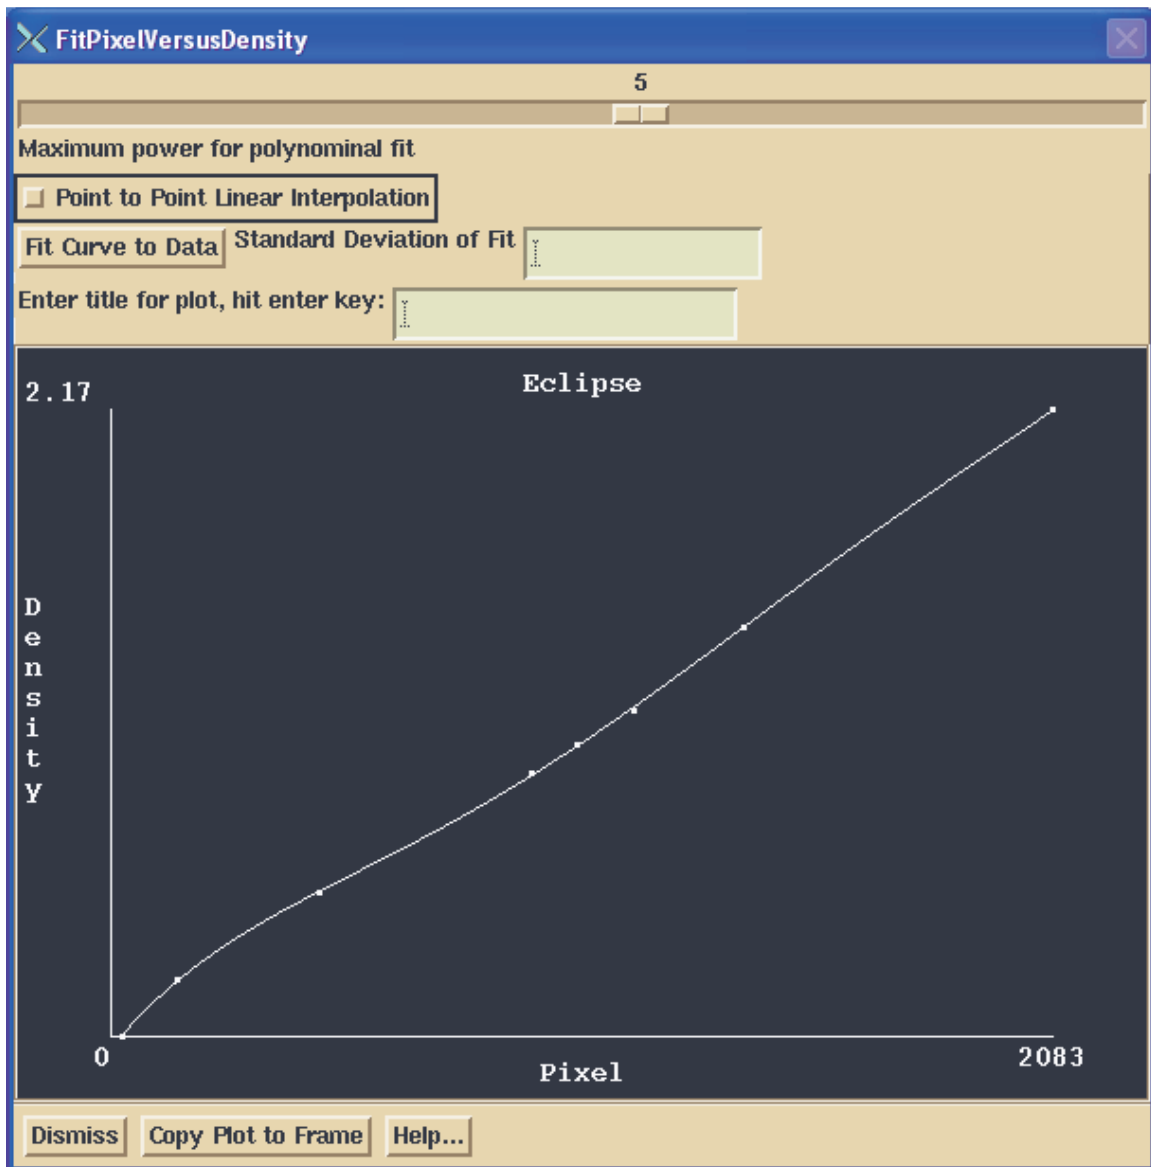 FitPixelVersusDensity
5
Maximum power for polynominal fit
Point to Point Linear Interpolation
Fit Curve to Data Standard Deviation of Fit
Enter title for plot, hit enter key:
Eclipse
2.17
Density
0
2083
Pixel
Dismiss Copy Plot to Frame Help...